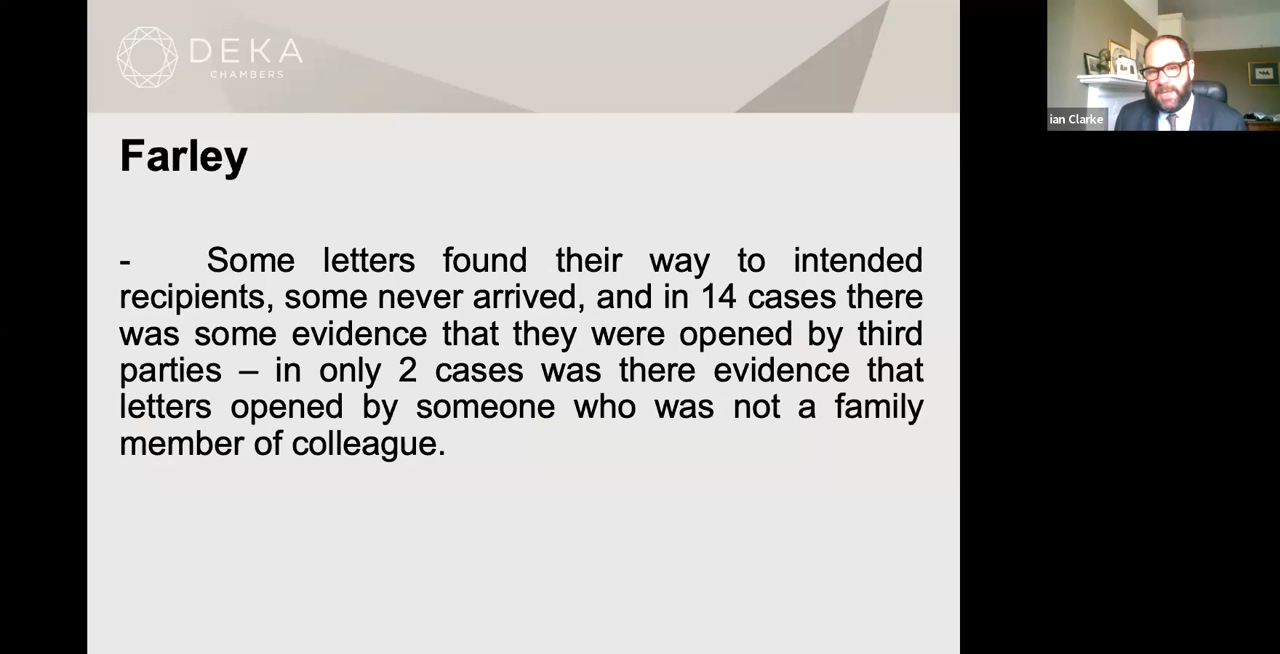 DEKA
CHAMBERS
ian Clarke
Farley
- Some letters found their way to intended
recipients, some never arrived, and in 14 cases there
was some evidence that they were opened by third
parties – in only 2 cases was there evidence that
letters opened by someone who was not a family
member of colleague.